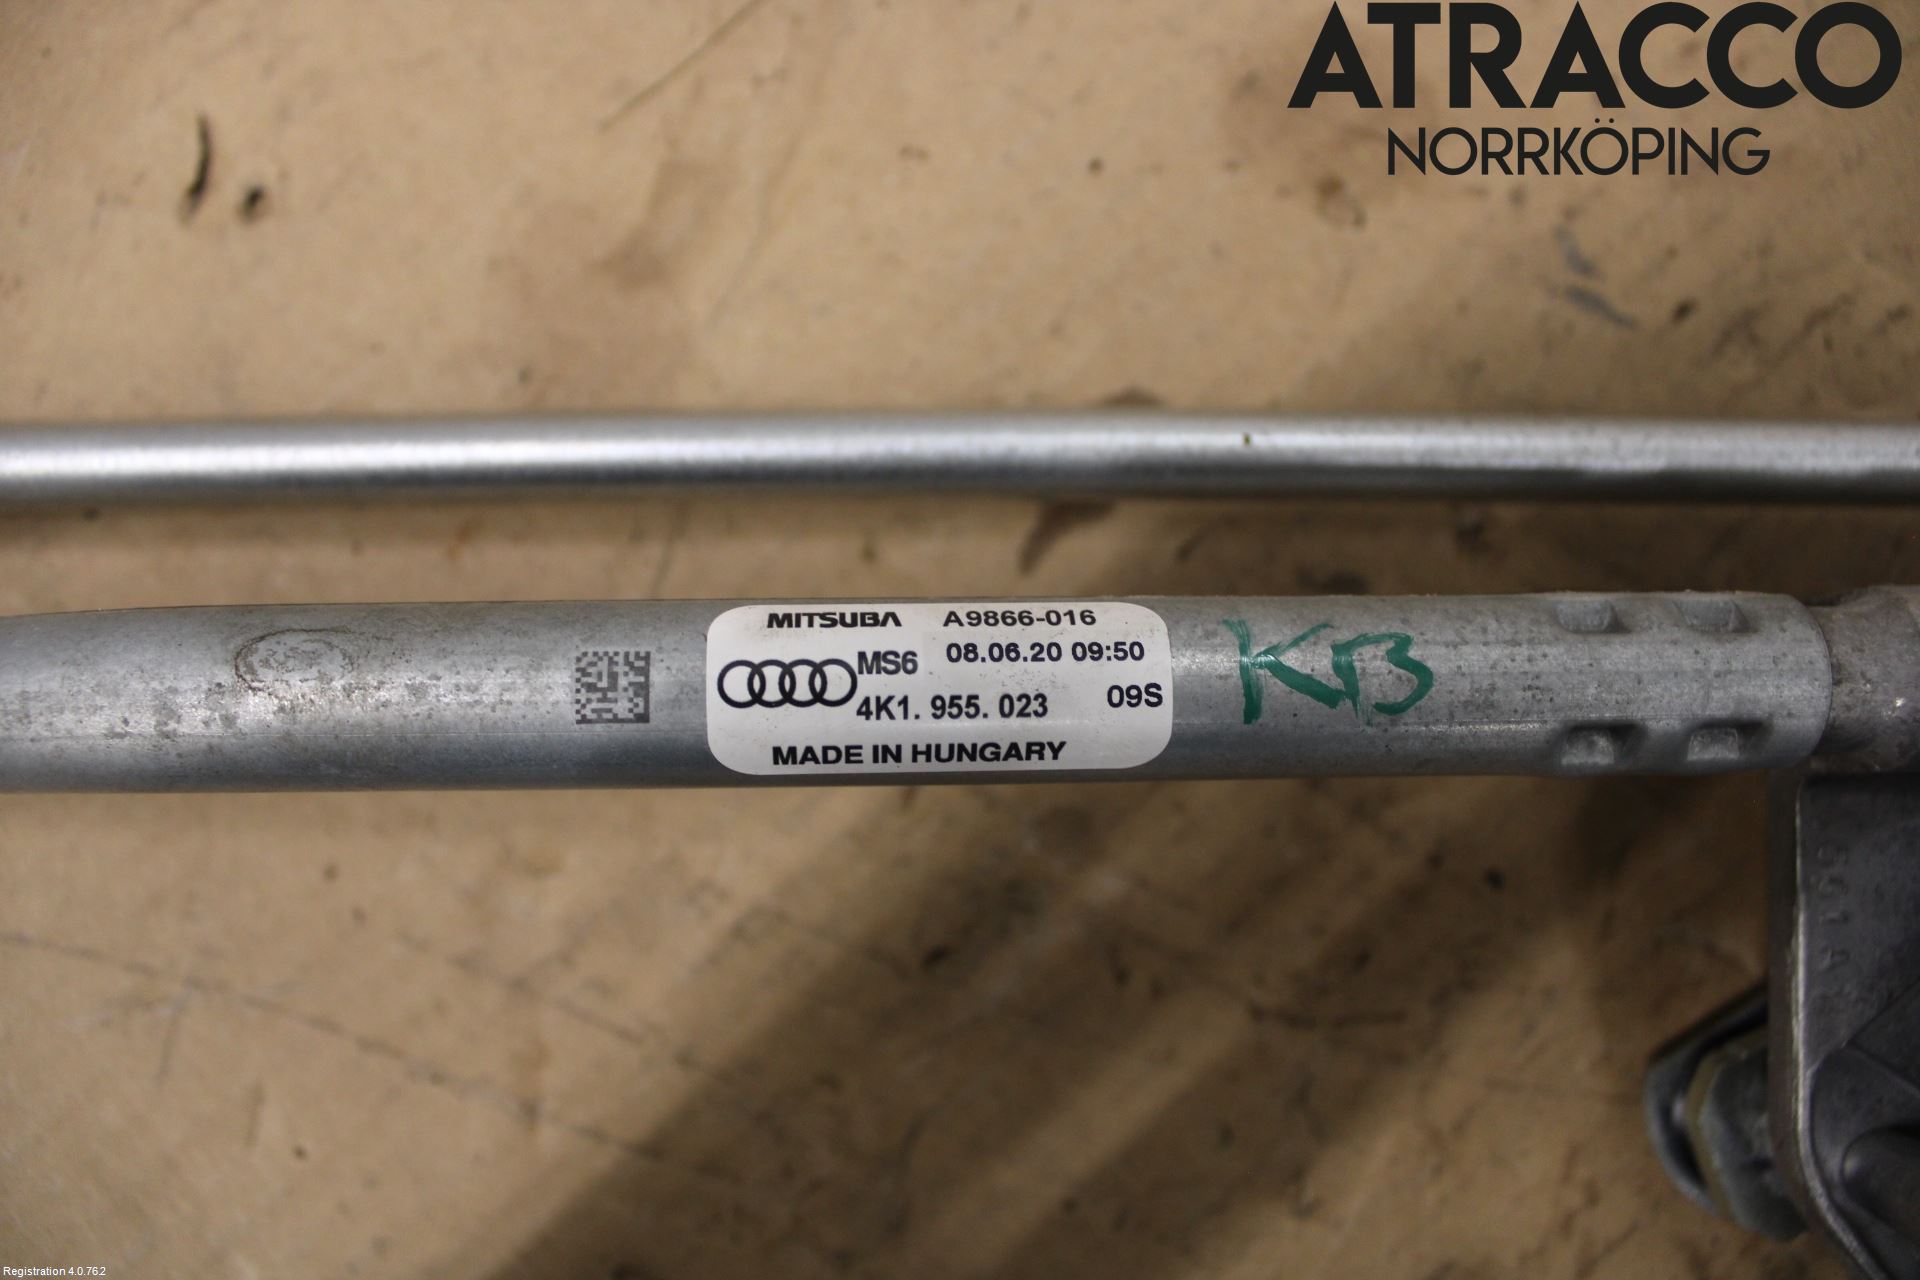 ATRACCO
NORRKÖPING
MITSUBA A9866-016
MS6 08.06.20 09:50
4K1. 955. 023 09S
MADE IN HUNGARY
KB
Registration 4.0.762